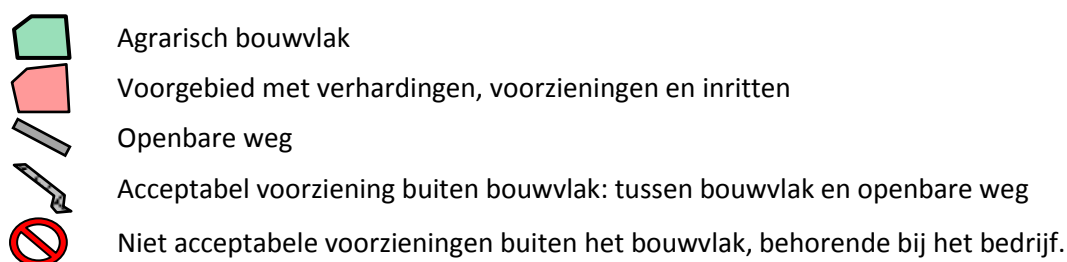 Agrarisch bouwvlak
Voorgebied met verhardingen, voorzieningen en inritten
Openbare weg
Acceptabel voorziening buiten bouwvlak: tussen bouwvlak en openbare weg
Niet acceptabele voorzieningen buiten het bouwvlak, behorende bij het bedrijf.